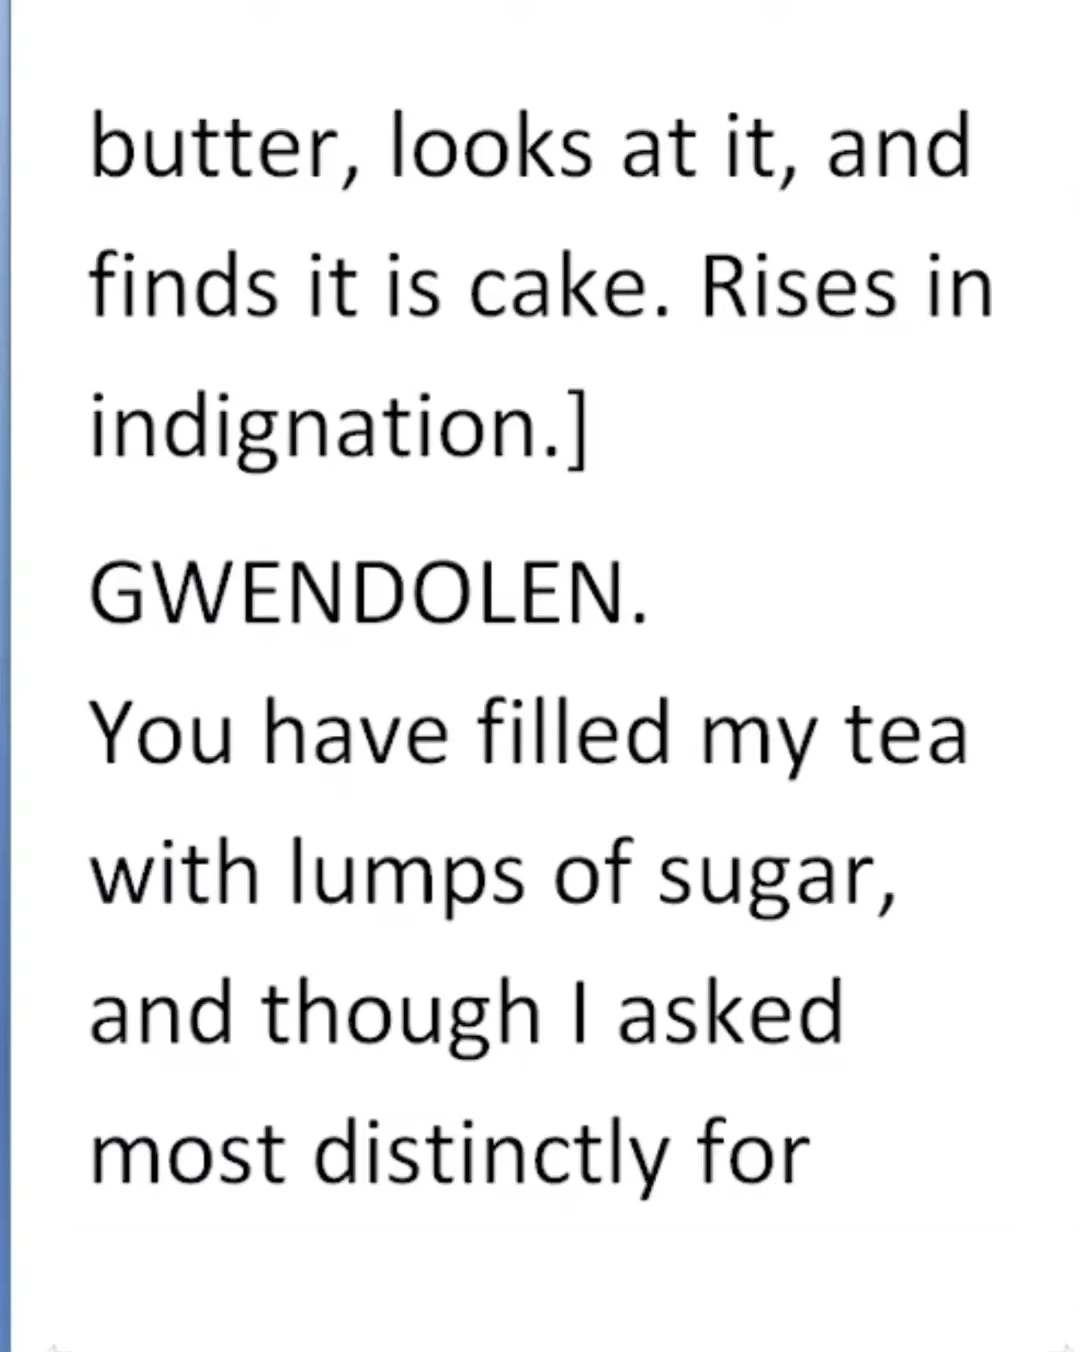 butter, looks at it, and
finds it is cake. Rises in
indignation.]
GWENDOLEN.
You have filled my tea
with lumps of sugar,
and though I asked
most distinctly for